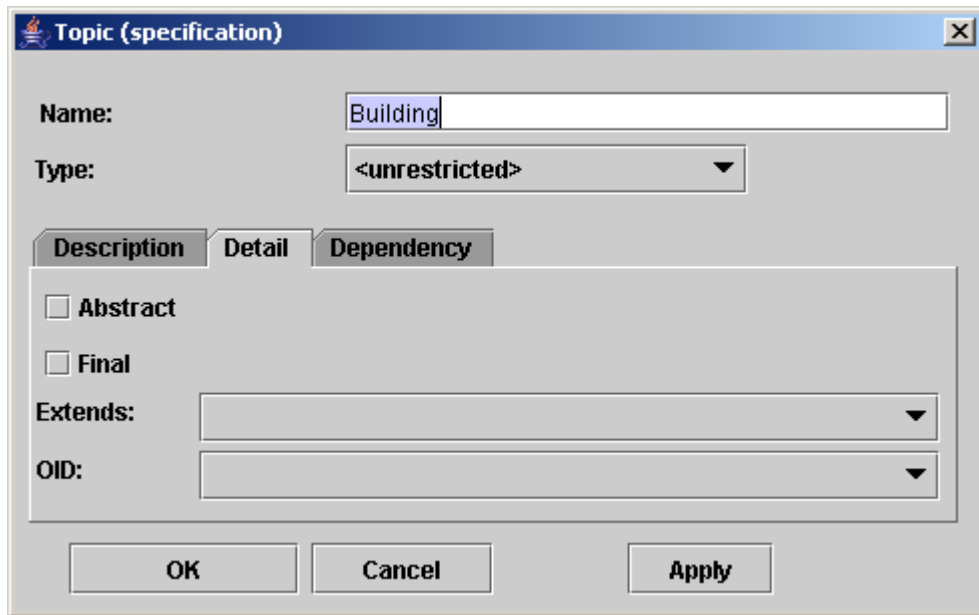 Topic (specification)
Name:
Building
Type:
<unrestricted>
Description Detail Dependency
Abstract
Final
Extends:
OID:
OK Cancel Apply